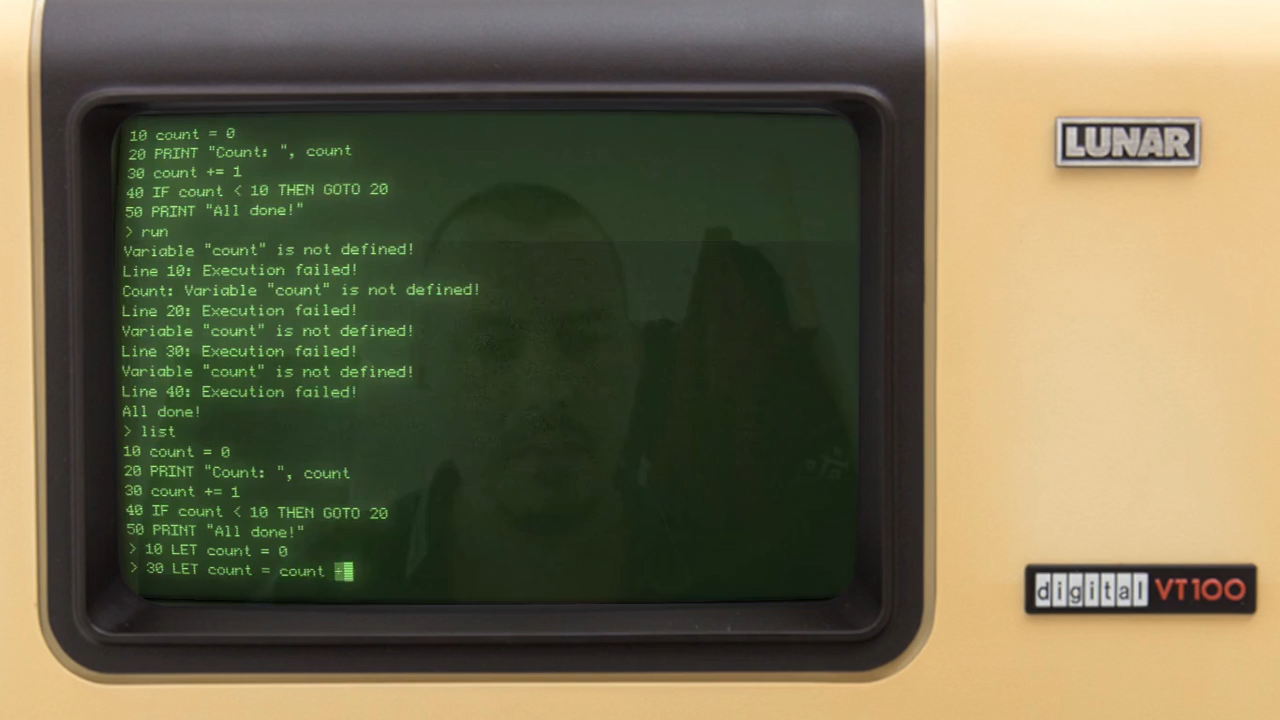 10 count = 0
20 PRINT "Count: ", count
30 count += 1
40 IF count < 10 THEN GOTO 20
50 PRINT "All done!"
> run
Variable "count" is not defined!
Line 10: Execution failed!
Count: Variable "count" is not defined!
Line 20: Execution failed!
Variable "count" is not defined!
Line 30: Execution failed!
Variable "count" is not defined!
Line 40: Execution failed!
All done!
> list
10 count = 0
20 PRINT "Count: ", count
30 count += 1
40 IF count < 10 THEN GOTO 20
50 PRINT "All done!"
> 10 LET count = 0
> 30 LET count = count
LUNAR
digital VT100